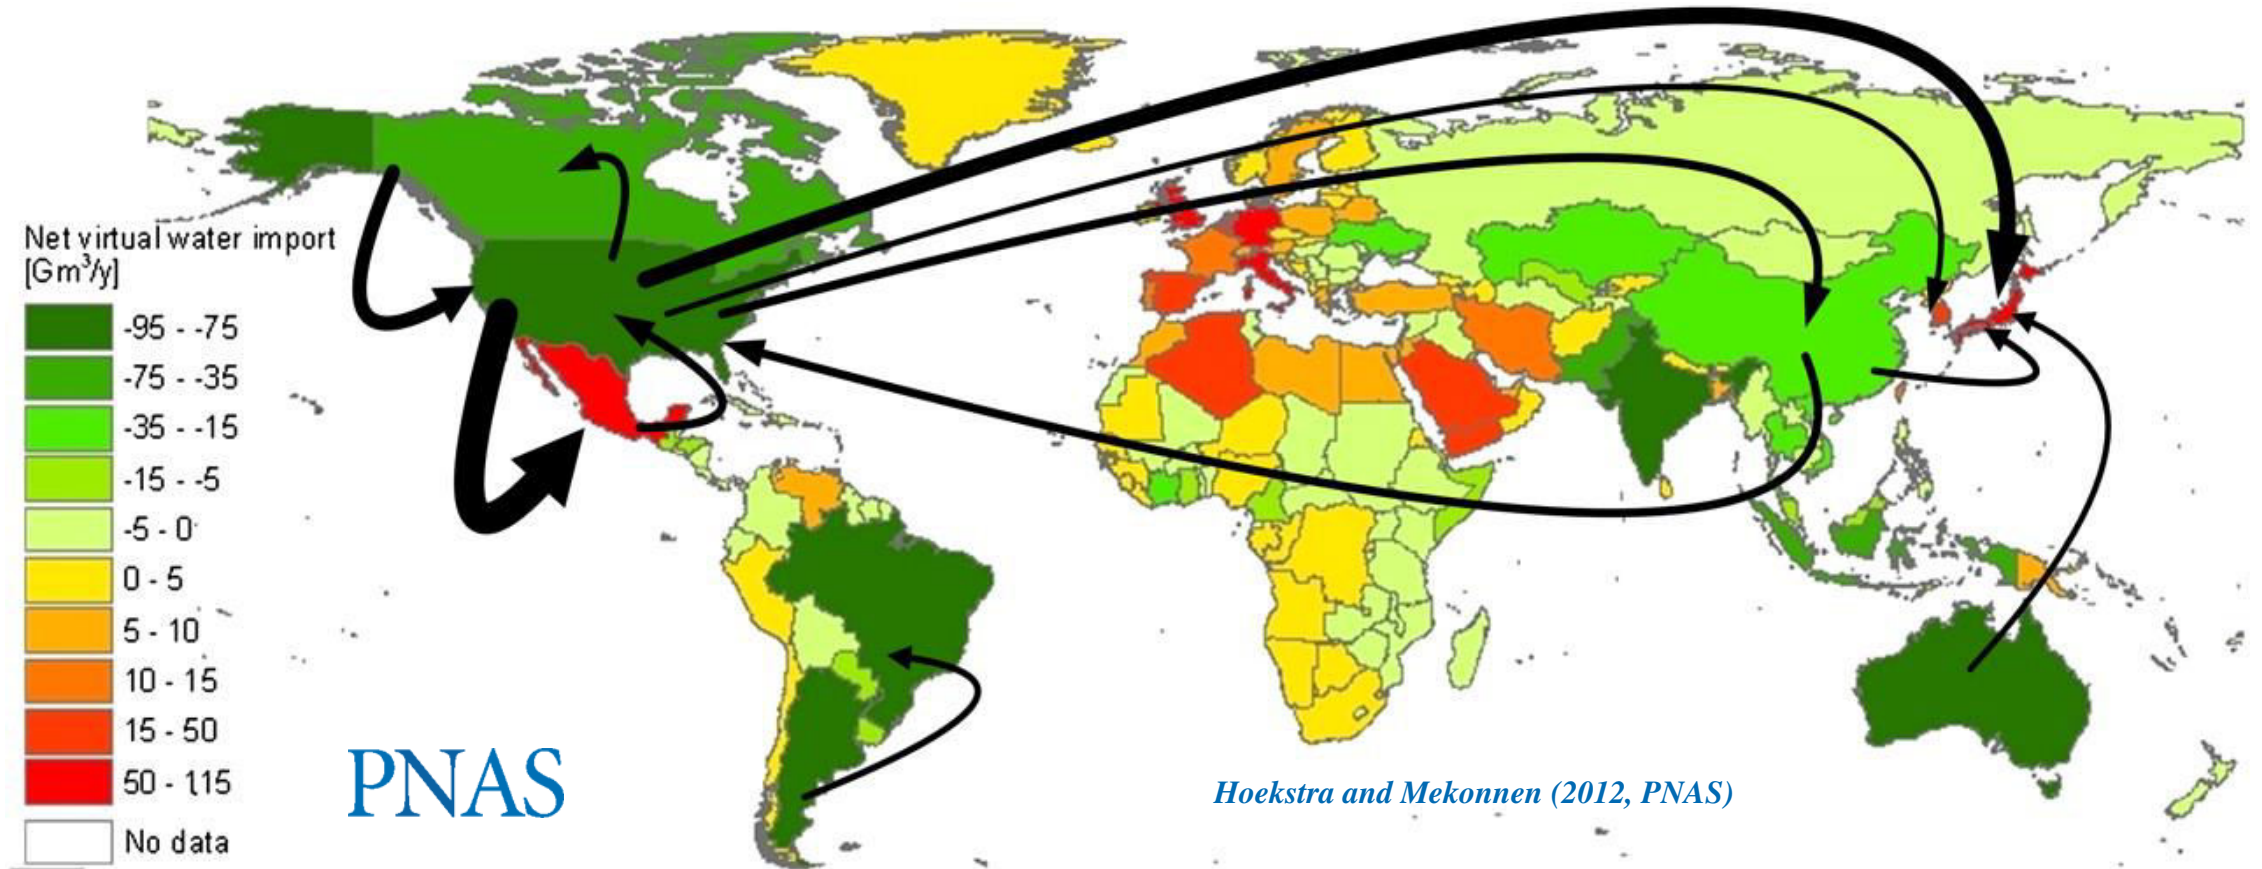 Net virtual water import
[Gm³/y]
-95 - -75
-75 - -35
-35 - -15
-15 - -5
-5 - 0
0 - 5
5 - 10
10 - 15
15 - 50
50 - 115
No data
PNAS
Hoekstra and Mekonnen (2012, PNAS)